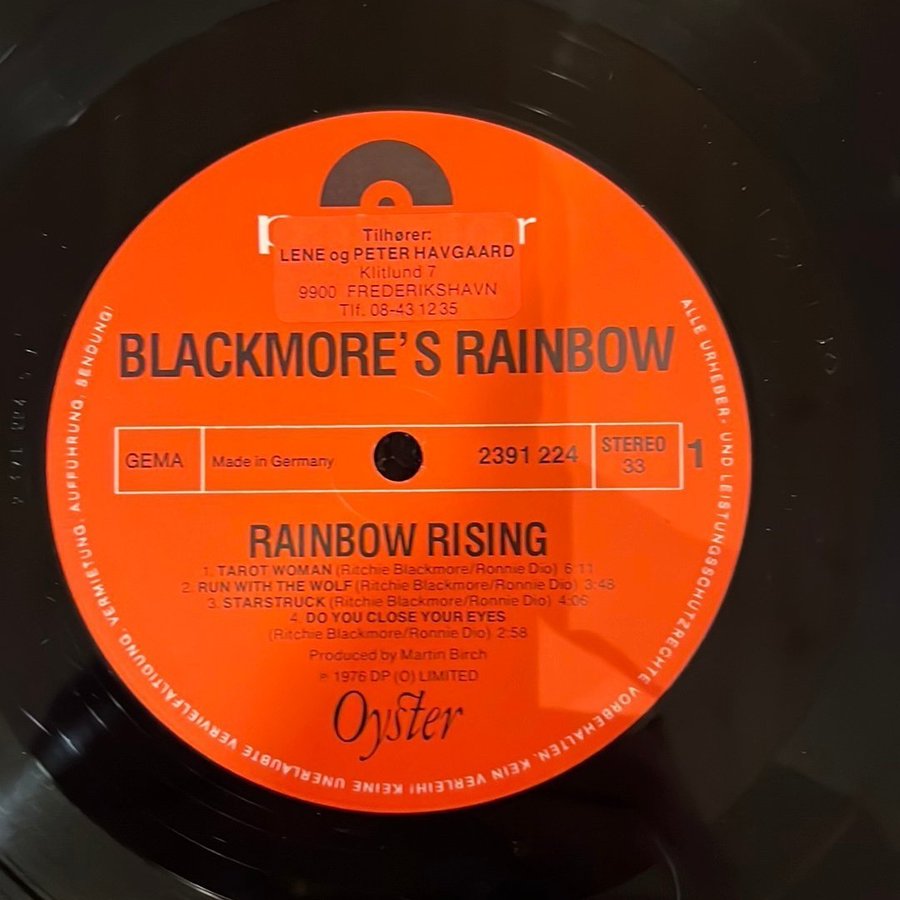 Tilhører:
LENE og PETER HAVGAARD
Klitlund 7
9900 FREDERIKSHAVN
Tlf. 08-43 12 35
BLACKMORE'S RAINBOW
GEMA
Made in Germany
2391 224
STEREO
33
1
RAINBOW RISING
1. TAROT WOMAN (Ritchie Blackmore/Ronnie Dio) 6:11
2. RUN WITH THE WOLF (Ritchie Blackmore/Ronnie Dio) 3:48
3. STARSTRUCK (Ritchie Blackmore/Ronnie Dio) 4:06
4. DO YOU CLOSE YOUR EYES
(Ritchie Blackmore/Ronnie Dio) 2:58
Produced by Martin Birch
℗ 1976 DP (O) LIMITED
Oyster
ALLE URHEBER- UND LEISTUNGSSCHUTZRECHTE VORBEHALTEN. KEIN VERLEIH! KEINE UNERLAUBTE VERVIELFÄLTIGUNG, VERMIETUNG, AUFFÜHRUNG, SENDUNG!